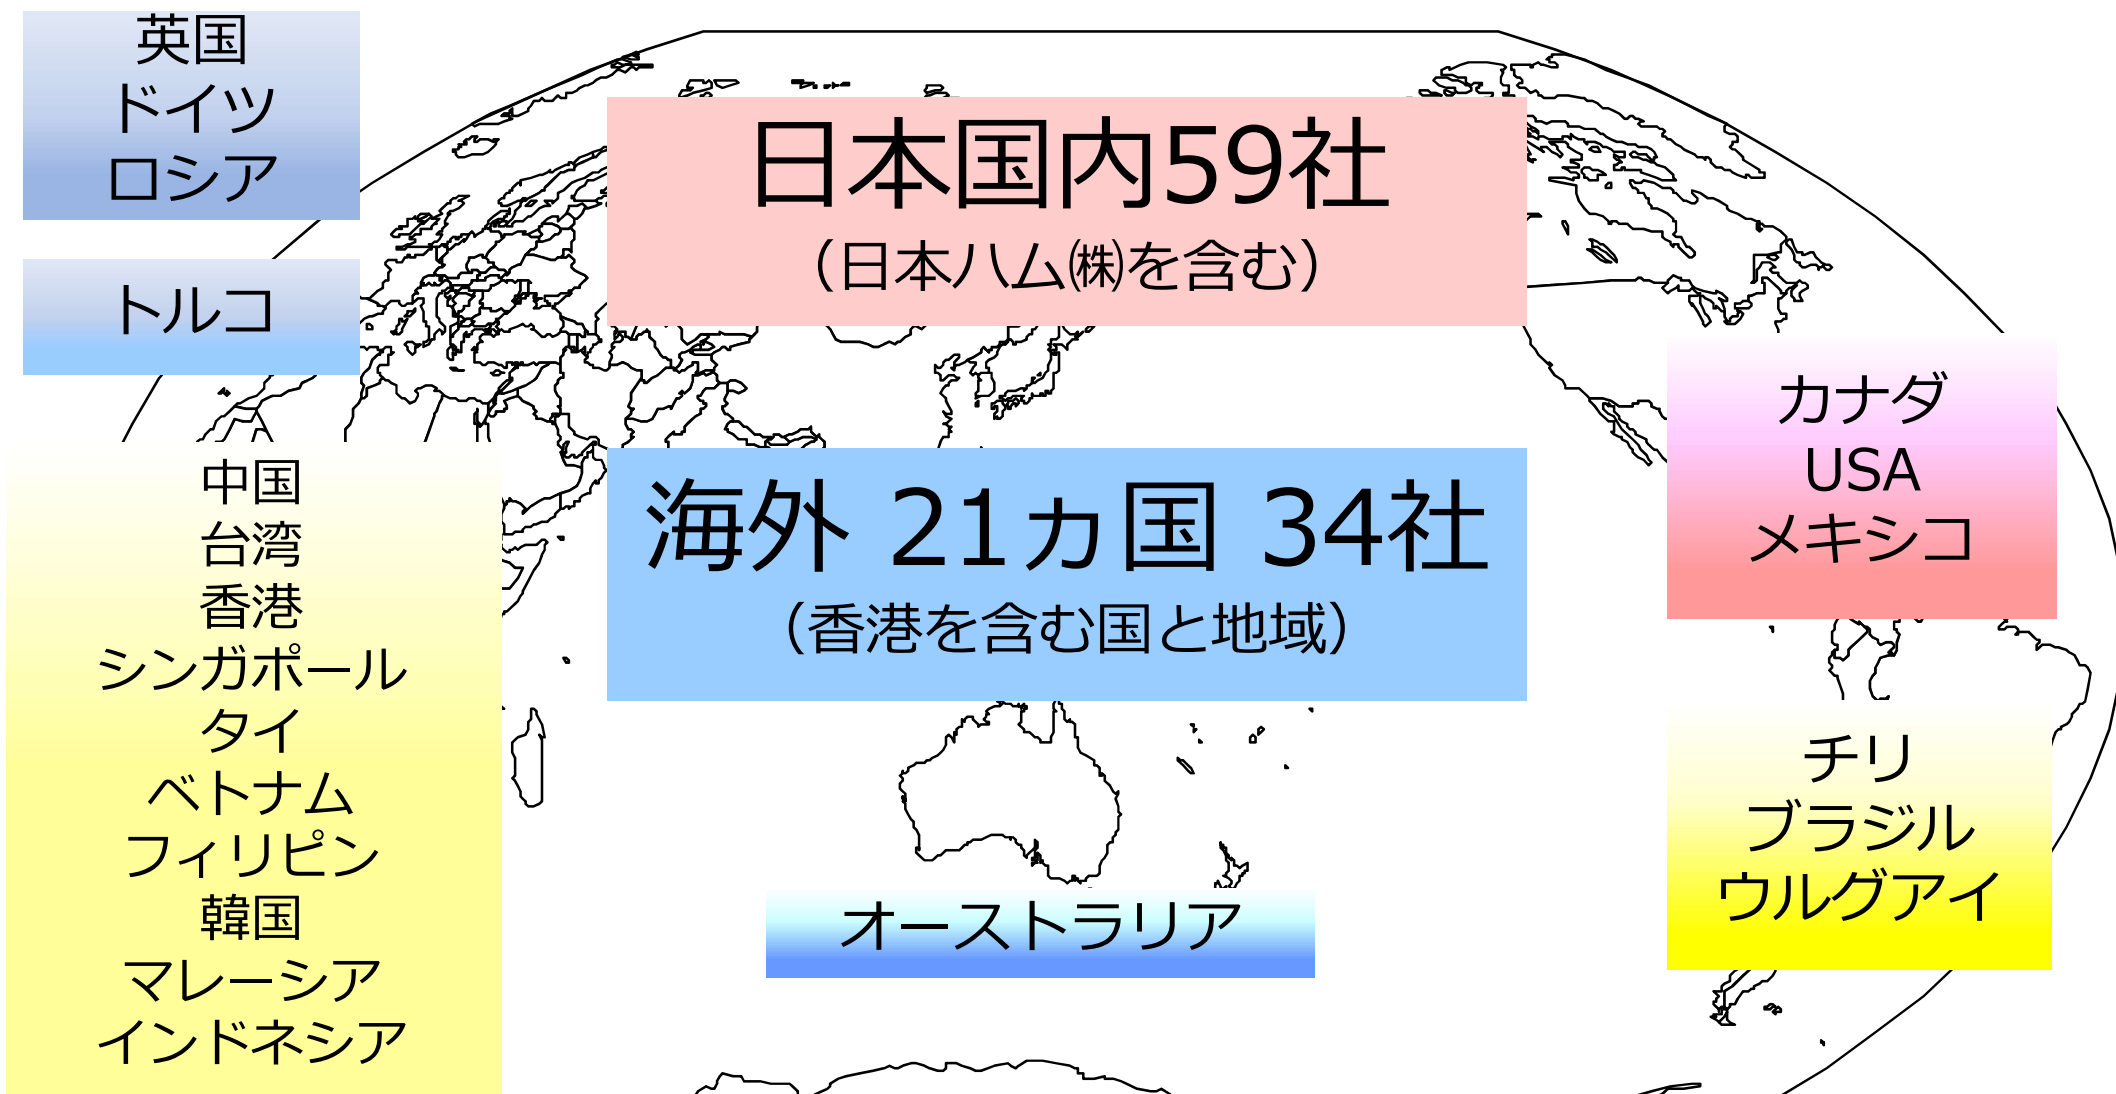 英国
ドイツ
ロシア
トルコ
中国
台湾
香港
シンガポール
タイ
ベトナム
フィリピン
韓国
マレーシア
インドネシア
日本国内59社
（日本ハム㈱を含む）
海外 21ヵ国 34社
（香港を含む国と地域）
オーストラリア
カナダ
USA
メキシコ
チリ
ブラジル
ウルグアイ